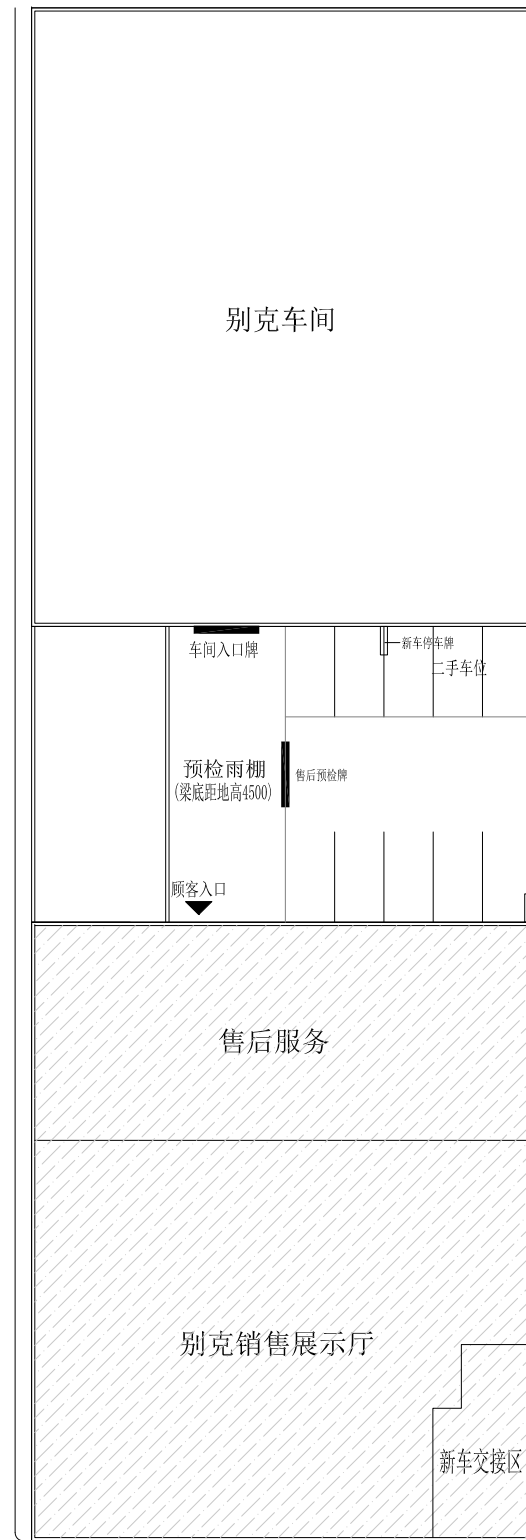 别克车间
车间入口牌
新车停车牌
二手车位
预检雨棚
(梁底距地高4500)
售后预检牌
顾客入口
售后服务
别克销售展示厅
新车交接区